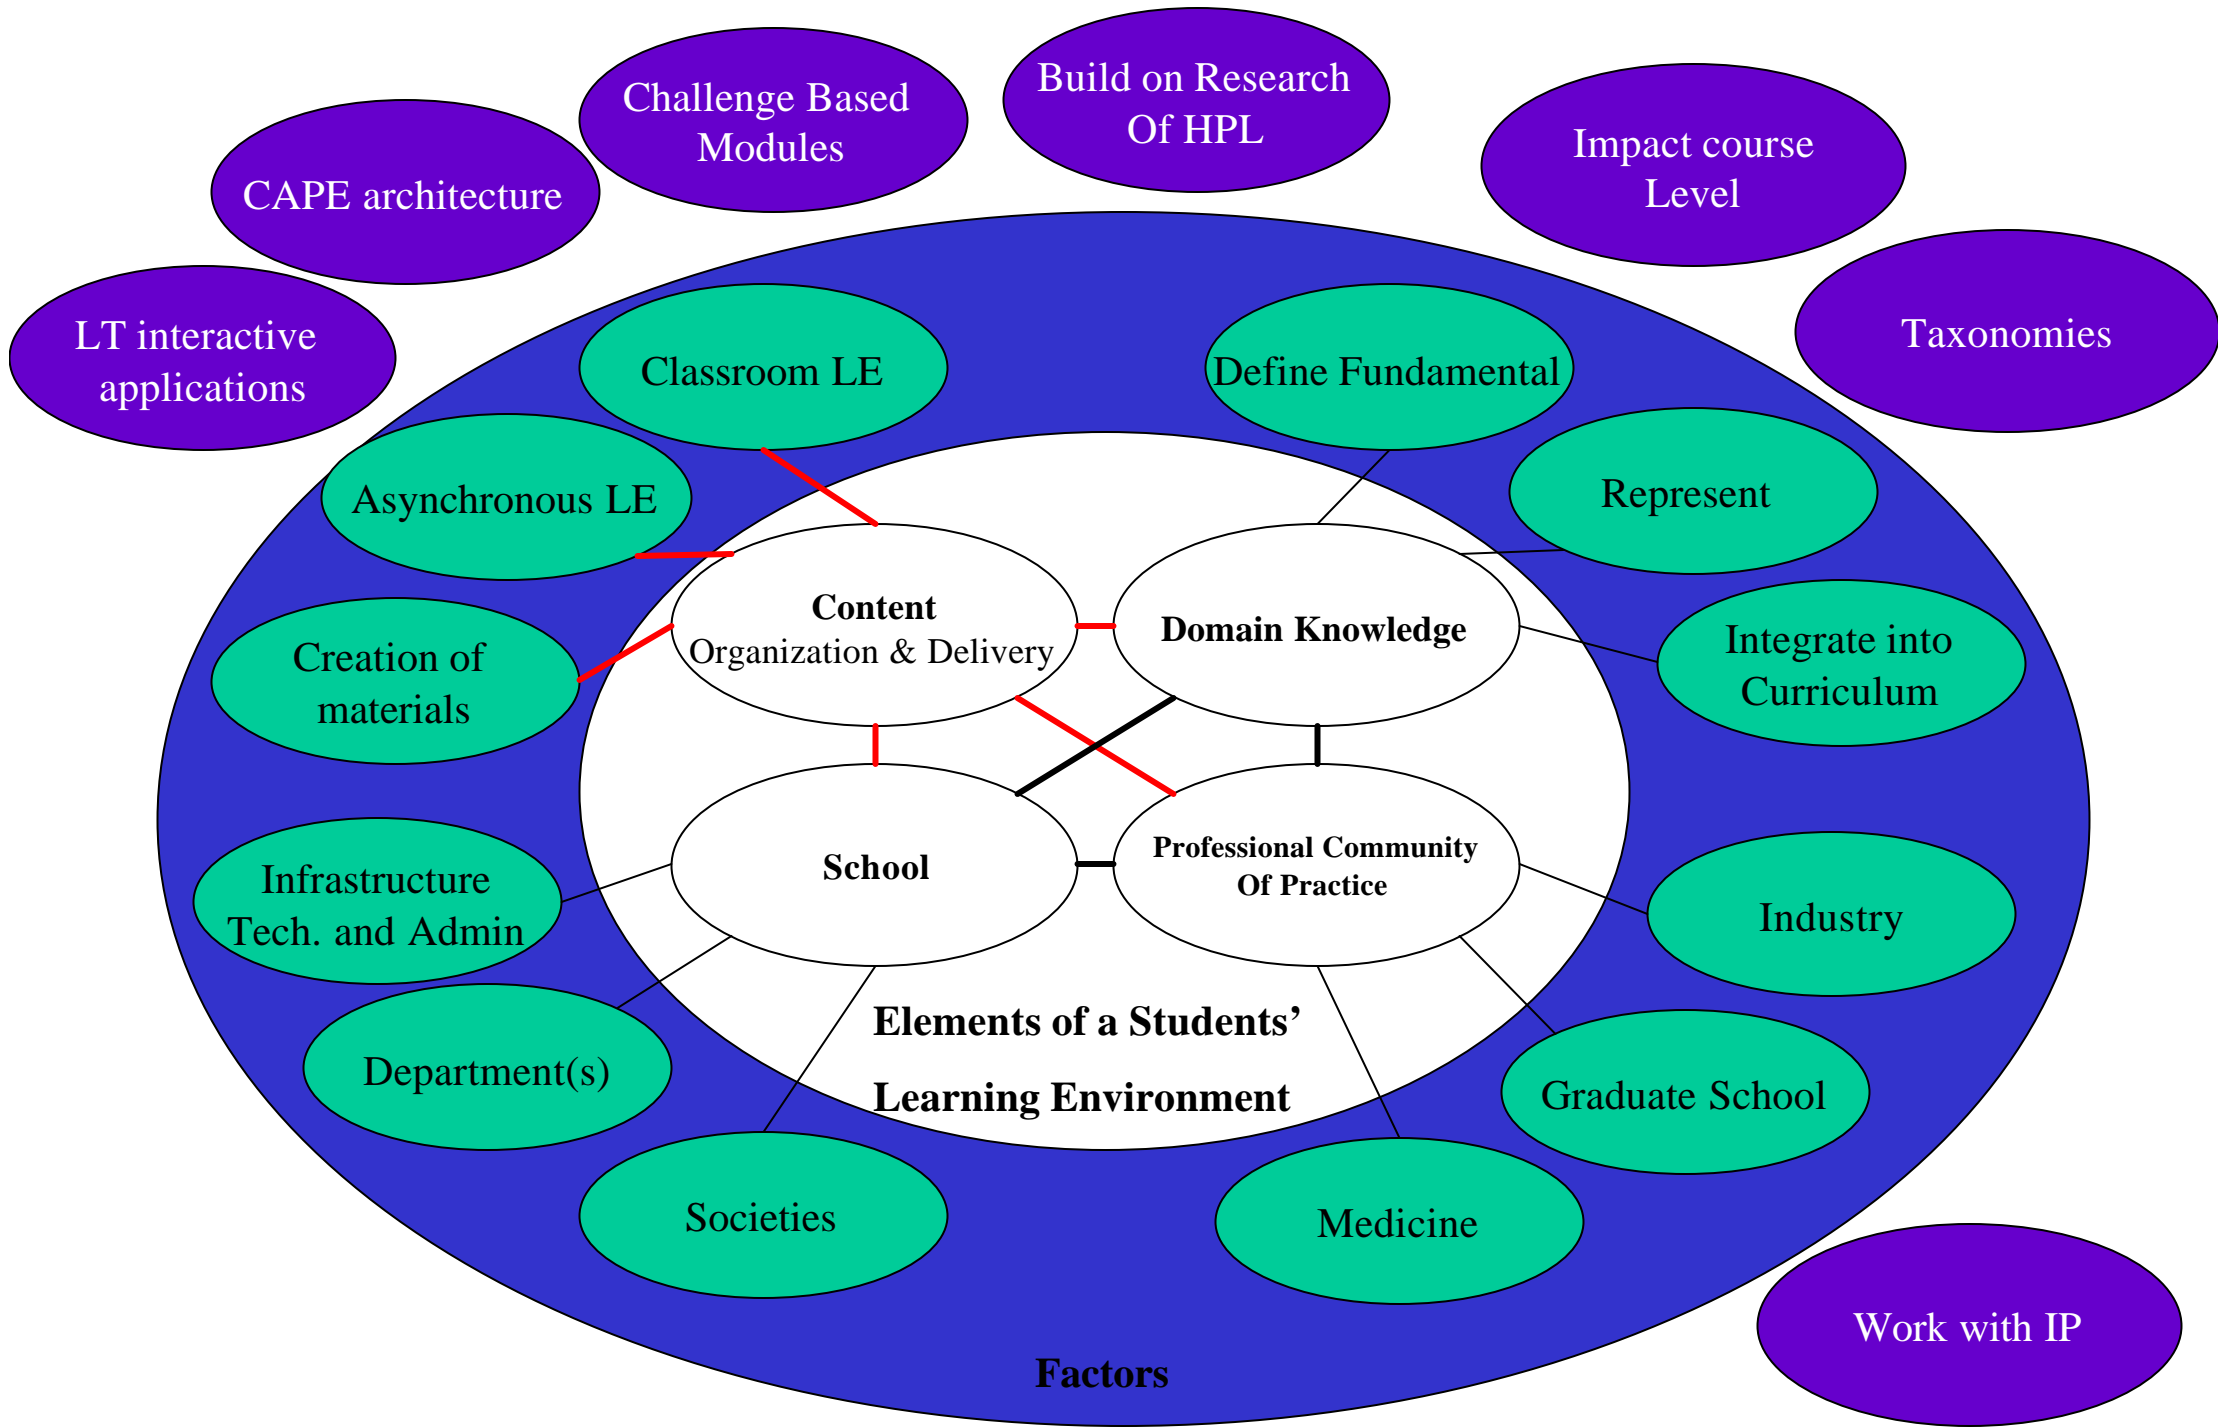 Build on Research
Of HPL
Challenge Based
Modules
Impact course
Level
CAPE architecture
Taxonomies
LT interactive
applications
Classroom LE
Define Fundamental
Asynchronous LE
Represent
Content
Organization & Delivery
Domain Knowledge
Creation of
materials
Integrate into
Curriculum
School
Professional Community
Of Practice
Infrastructure
Tech. and Admin
Industry
Elements of a Students’
Learning Environment
Department(s)
Graduate School
Societies
Medicine
Work with IP
Factors